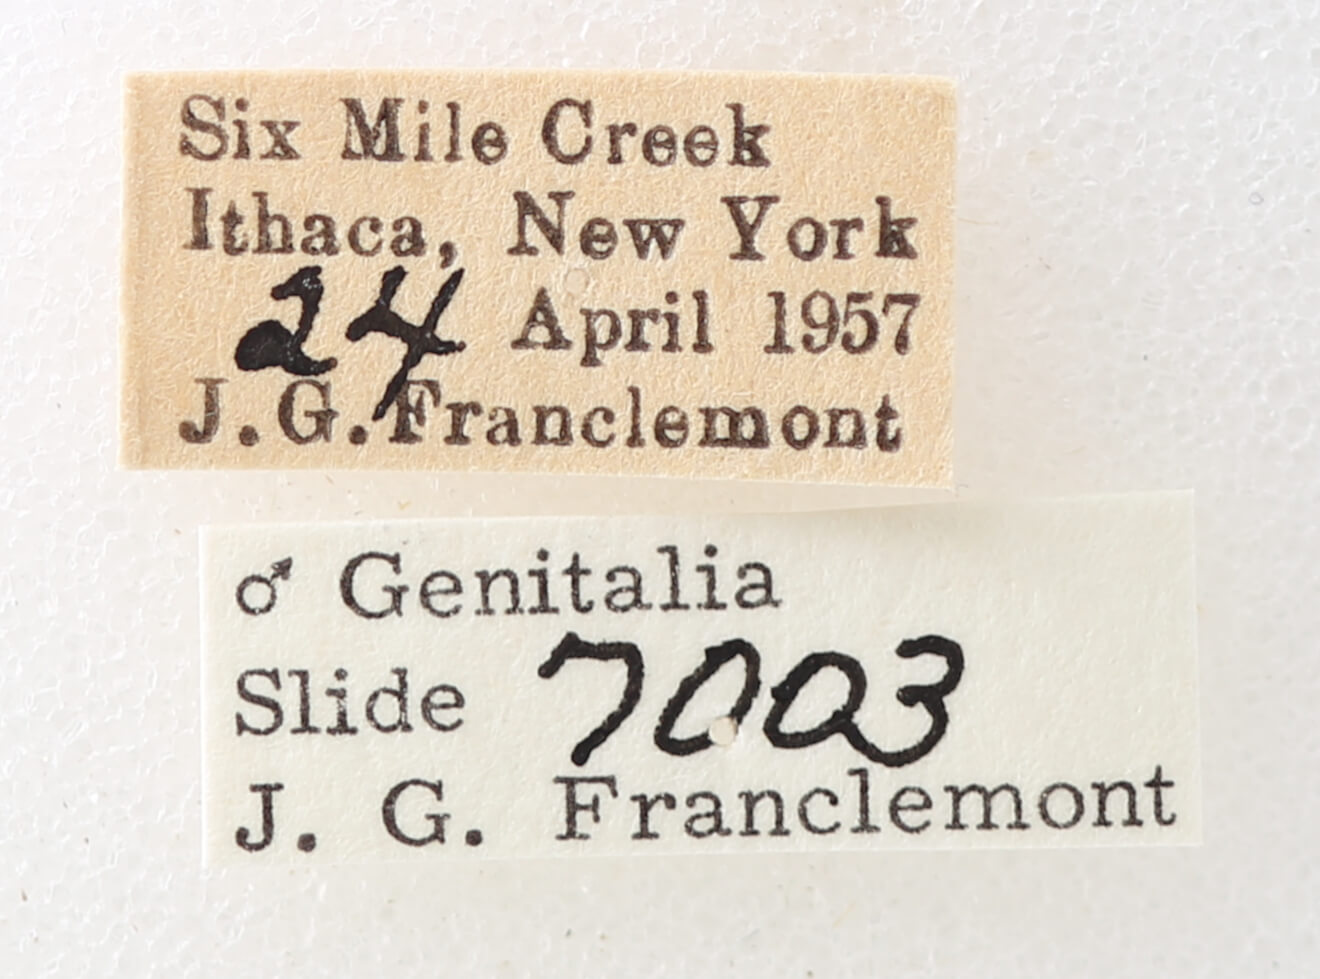 Six Mile Creek
Ithaca, New York
24 April 1957
J. G. Franclemont
♂ Genitalia
Slide 7003
J. G. Franclemont